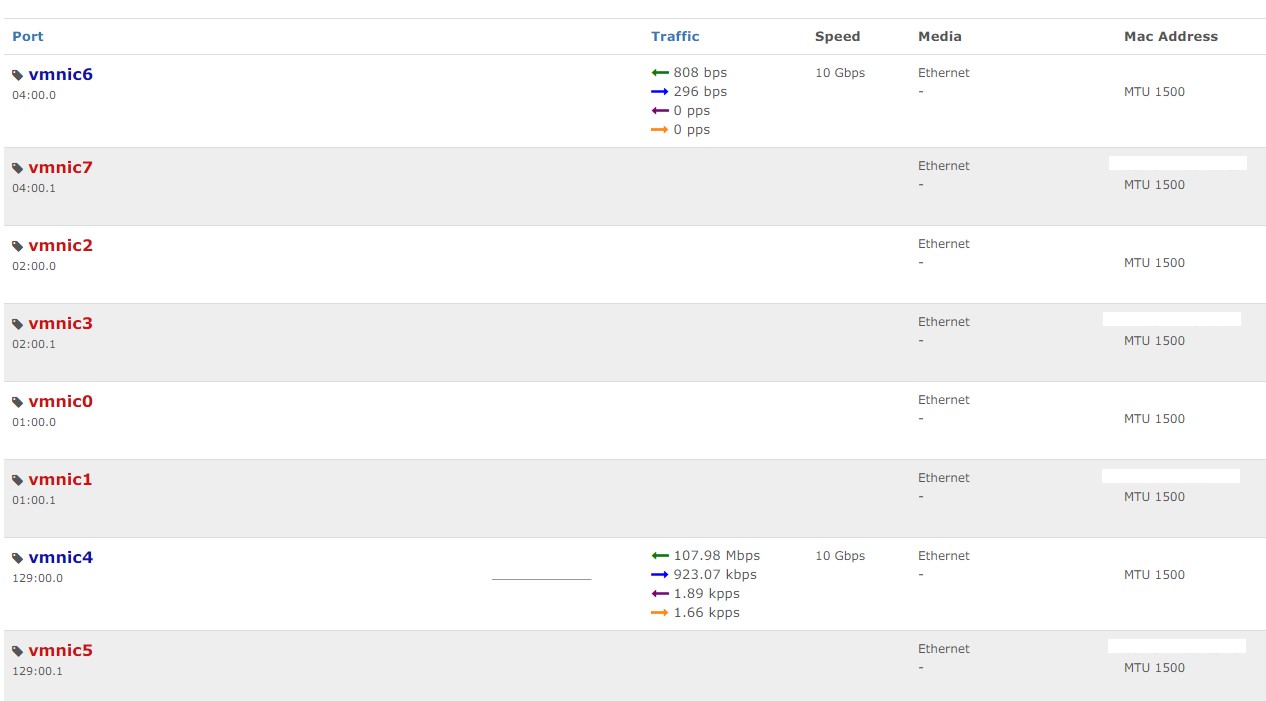 Port Traffic Speed Media Mac Address
vmnic6 808 bps 10 Gbps Ethernet
04:00.0 296 bps - MTU 1500
0 pps
0 pps
vmnic7 Ethernet
04:00.1 - MTU 1500
vmnic2 Ethernet
02:00.0 - MTU 1500
vmnic3 Ethernet
02:00.1 - MTU 1500
vmnic0 Ethernet
01:00.0 - MTU 1500
vmnic1 Ethernet
01:00.1 - MTU 1500
vmnic4 107.98 Mbps 10 Gbps Ethernet
129:00.0 923.07 kbps - MTU 1500
1.89 kpps
1.66 kpps
vmnic5 Ethernet
129:00.1 - MTU 1500